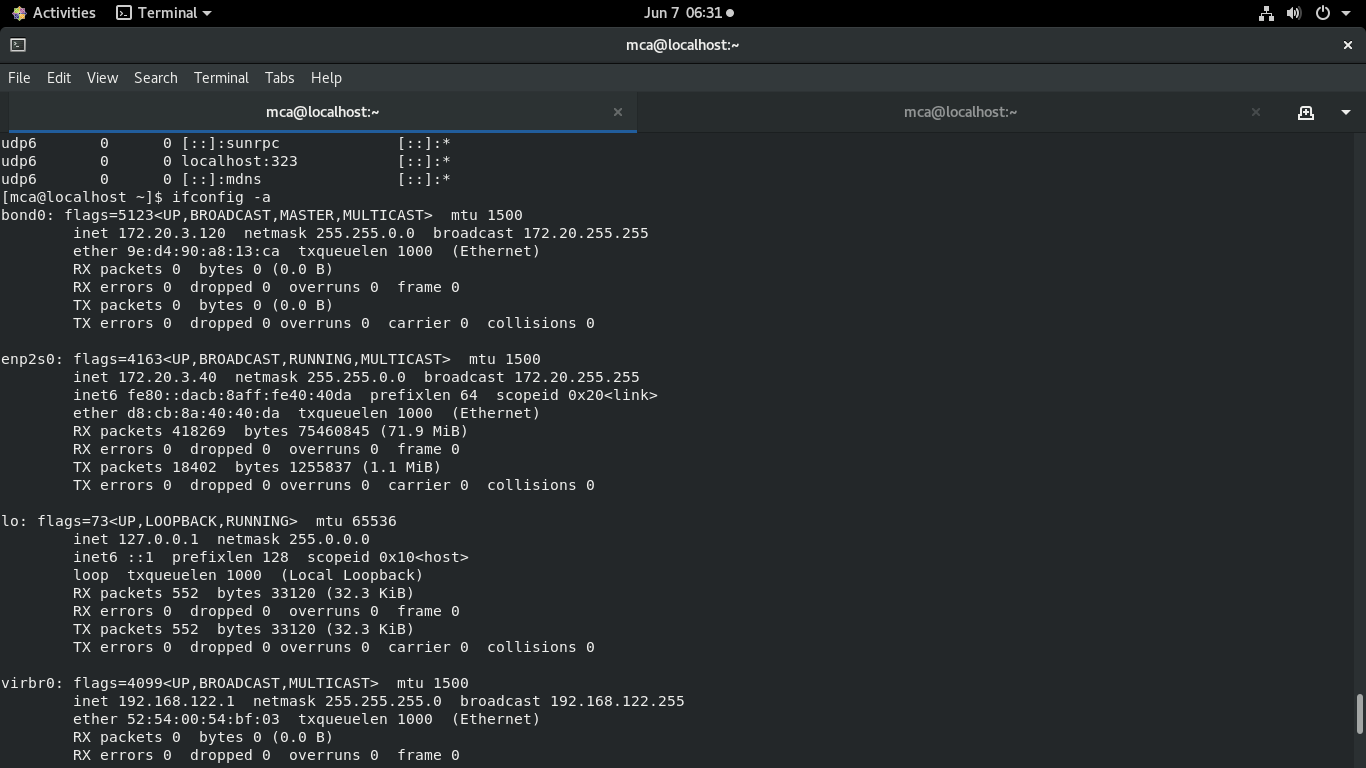 Activities Terminal Jun 7 06:31
mca@localhost:~
File Edit View Search Terminal Tabs Help
mca@localhost:~ mca@localhost:~
udp6       0      0 [::]:sunrpc             [::]:*
udp6       0      0 localhost:323           [::]:*
udp6       0      0 [::]:mdns               [::]:*
[mca@localhost ~]$ ifconfig -a
bond0: flags=5123<UP,BROADCAST,MASTER,MULTICAST>  mtu 1500
        inet 172.20.3.120  netmask 255.255.0.0  broadcast 172.20.255.255
        ether 9e:d4:90:a8:13:ca  txqueuelen 1000  (Ethernet)
        RX packets 0  bytes 0 (0.0 B)
        RX errors 0  dropped 0  overruns 0  frame 0
        TX packets 0  bytes 0 (0.0 B)
        TX errors 0  dropped 0 overruns 0  carrier 0  collisions 0

enp2s0: flags=4163<UP,BROADCAST,RUNNING,MULTICAST>  mtu 1500
        inet 172.20.3.40  netmask 255.255.0.0  broadcast 172.20.255.255
        inet6 fe80::dacb:8aff:fe40:40da  prefixlen 64  scopeid 0x20<link>
        ether d8:cb:8a:40:40:da  txqueuelen 1000  (Ethernet)
        RX packets 418269  bytes 75460845 (71.9 MiB)
        RX errors 0  dropped 0  overruns 0  frame 0
        TX packets 18402  bytes 1255837 (1.1 MiB)
        TX errors 0  dropped 0 overruns 0  carrier 0  collisions 0

lo: flags=73<UP,LOOPBACK,RUNNING>  mtu 65536
        inet 127.0.0.1  netmask 255.0.0.0
        inet6 ::1  prefixlen 128  scopeid 0x10<host>
        loop  txqueuelen 1000  (Local Loopback)
        RX packets 552  bytes 33120 (32.3 KiB)
        RX errors 0  dropped 0  overruns 0  frame 0
        TX packets 552  bytes 33120 (32.3 KiB)
        TX errors 0  dropped 0 overruns 0  carrier 0  collisions 0

virbr0: flags=4099<UP,BROADCAST,MULTICAST>  mtu 1500
        inet 192.168.122.1  netmask 255.255.255.0  broadcast 192.168.122.255
        ether 52:54:00:54:bf:03  txqueuelen 1000  (Ethernet)
        RX packets 0  bytes 0 (0.0 B)
        RX errors 0  dropped 0  overruns 0  frame 0